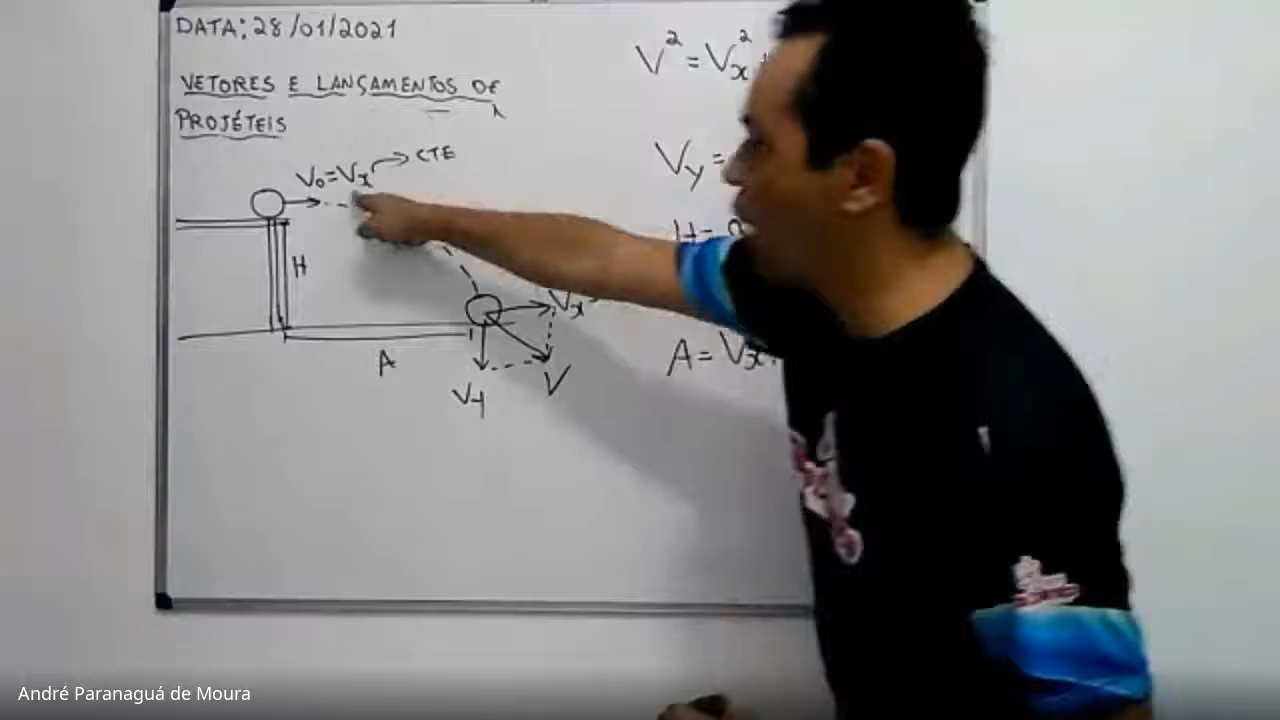 DATA: 28/01/2021
VETORES E LANÇAMENTOS DE
PROJÉTEIS
V₀=Vx → CTE
H
A
Vx
V
Vy
V² = Vx²
Vy =
H =
A = Vx.
André Paranaguá de Moura